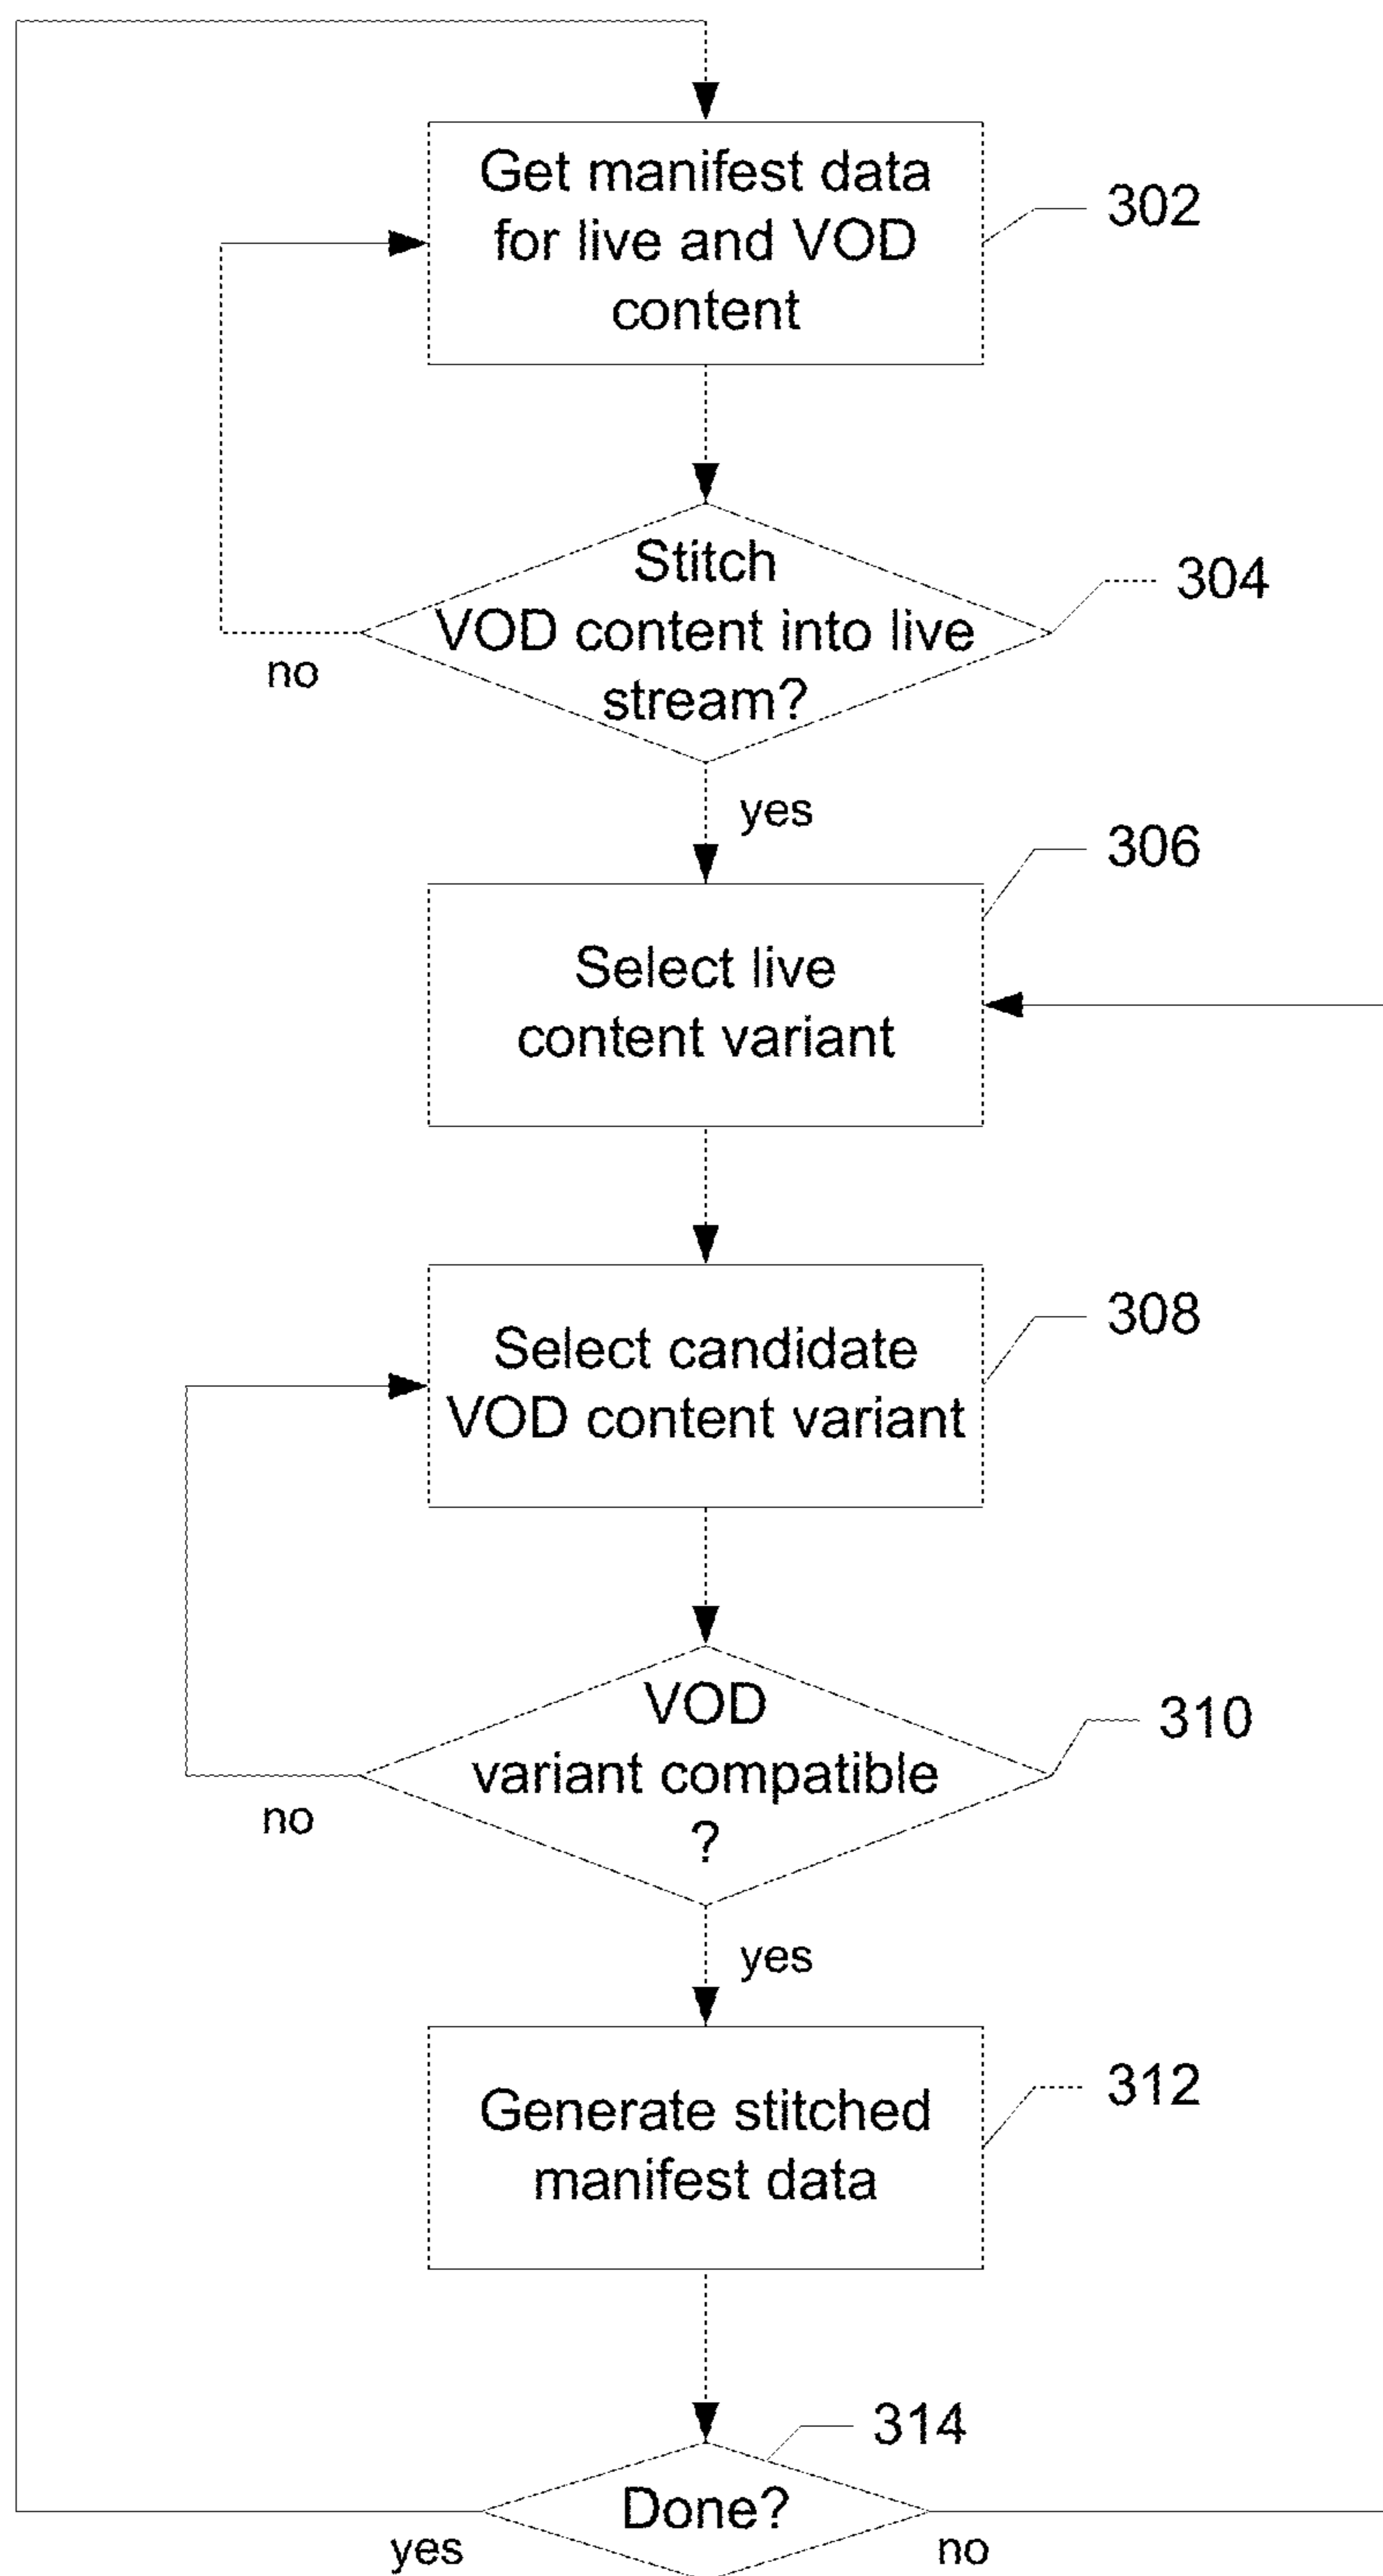 Get manifest data
for live and VOD
content
302
Stitch
VOD content into live
stream?
304
no
yes
306
Select live
content variant
308
Select candidate
VOD content variant
VOD
variant compatible
?
310
no
yes
Generate stitched
manifest data
312
314
Done?
yes
no